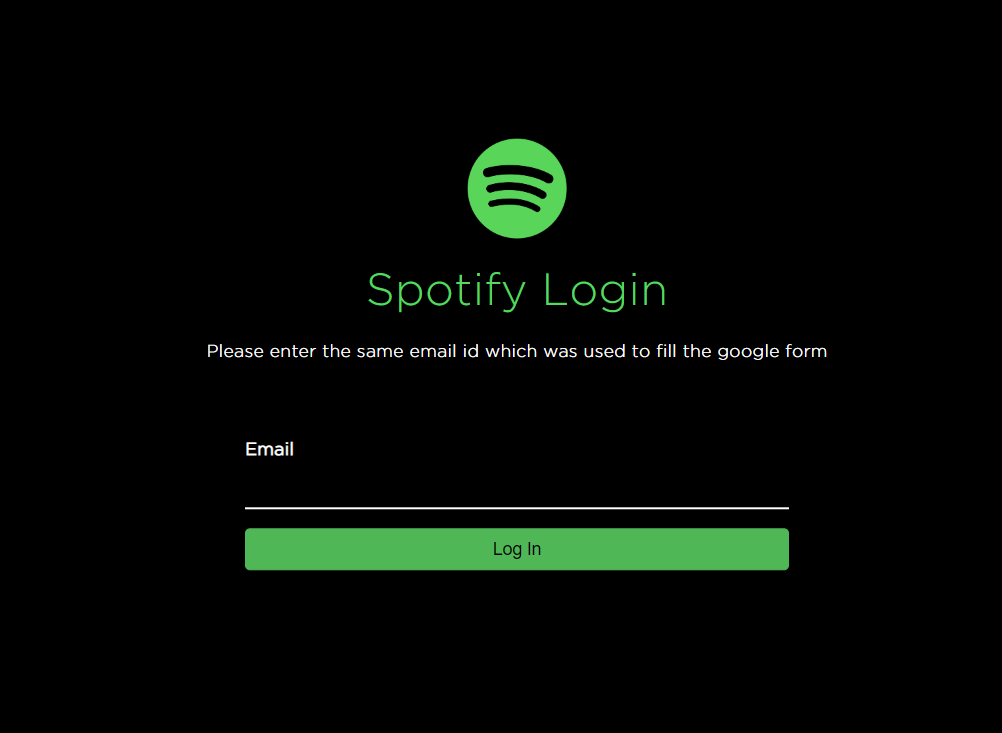 Spotify Login
Please enter the same email id which was used to fill the google form
Email
Log In